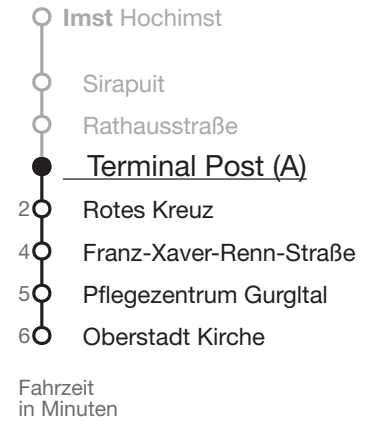 Imst Hochimst
Sirapuit
Rathausstraße
Terminal Post (A)
2 Rotes Kreuz
4 Franz-Xaver-Renn-Straße
5 Pflegezentrum Gurgltal
6 Oberstadt Kirche
Fahrzeit
in Minuten